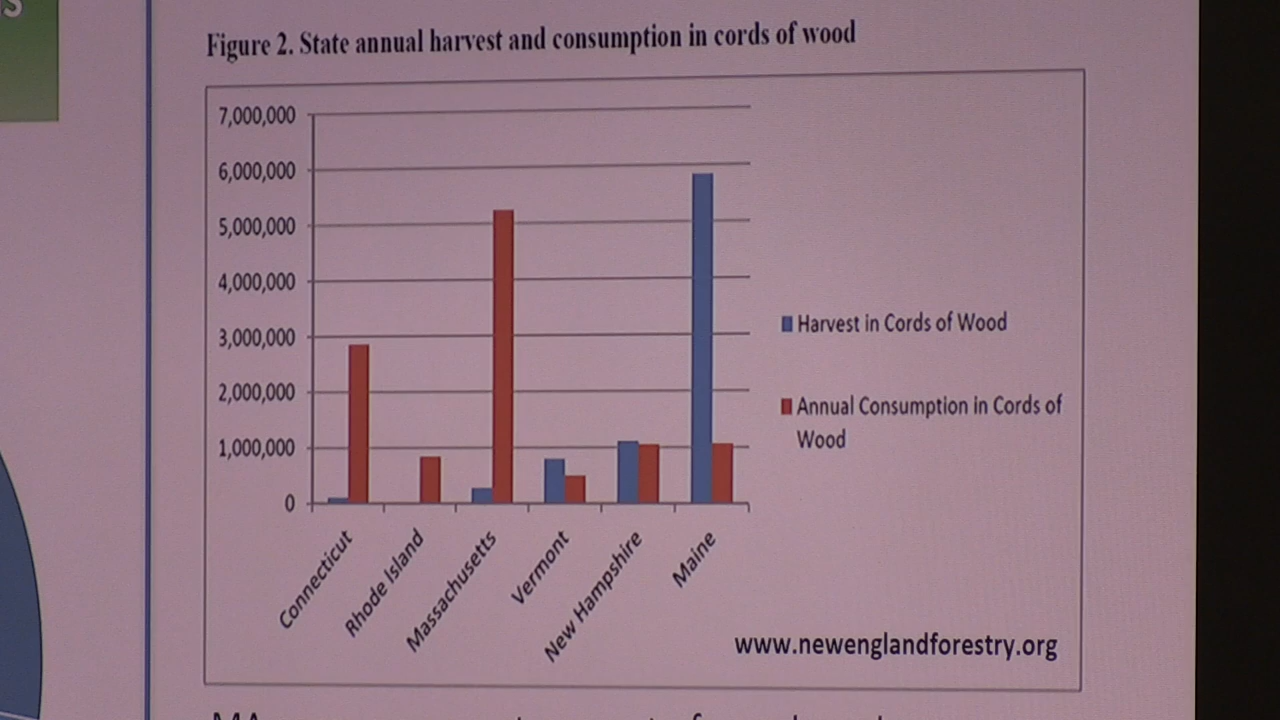 Figure 2. State annual harvest and consumption in cords of wood
7,000,000
6,000,000
5,000,000
4,000,000
3,000,000
2,000,000
1,000,000
0
Connecticut
Rhode Island
Massachusetts
Vermont
New Hampshire
Maine
Harvest in Cords of Wood
Annual Consumption in Cords of
Wood
www.newenglandforestry.org